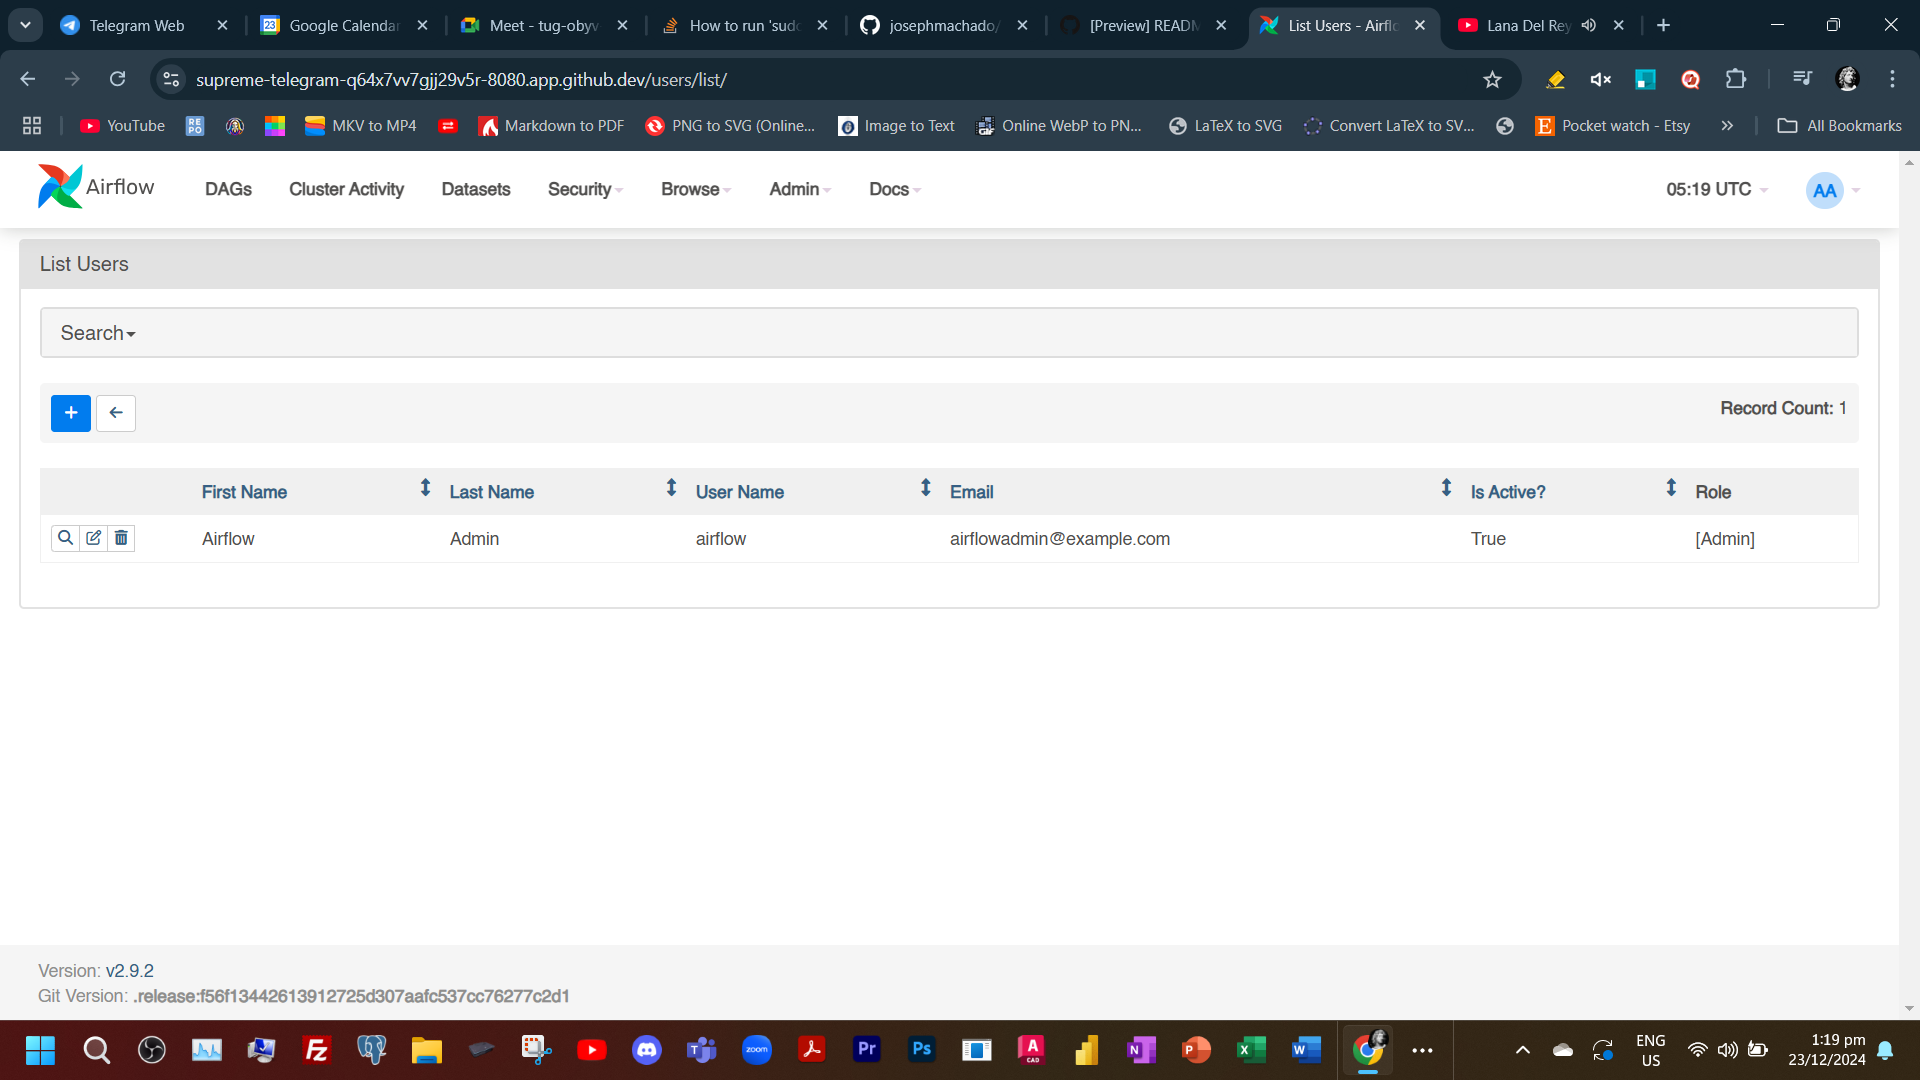 Telegram Web
Google Calendar
Meet - tug-obyv
How to run 'sudo
josephmachado/
[Preview] READM
List Users - Airflo
Lana Del Rey
supreme-telegram-q64x7vv7gjj29v5r-8080.app.github.dev/users/list/
YouTube
RE
PO
MKV to MP4
Markdown to PDF
PNG to SVG (Online...
Image to Text
Online WebP to PN...
LaTeX to SVG
Convert LaTeX to SV...
E
Pocket watch - Etsy
All Bookmarks
Airflow
DAGs
Cluster Activity
Datasets
Security
Browse
Admin
Docs
05:19 UTC
AA
List Users
Search
Record Count: 1
First Name Last Name User Name Email Is Active? Role
Airflow Admin airflow airflowadmin@example.com True [Admin]
Version: v2.9.2
Git Version: .release:f56f13442613912725d307aafc537cc76277c2d1
ENG
US
1:19 pm
23/12/2024